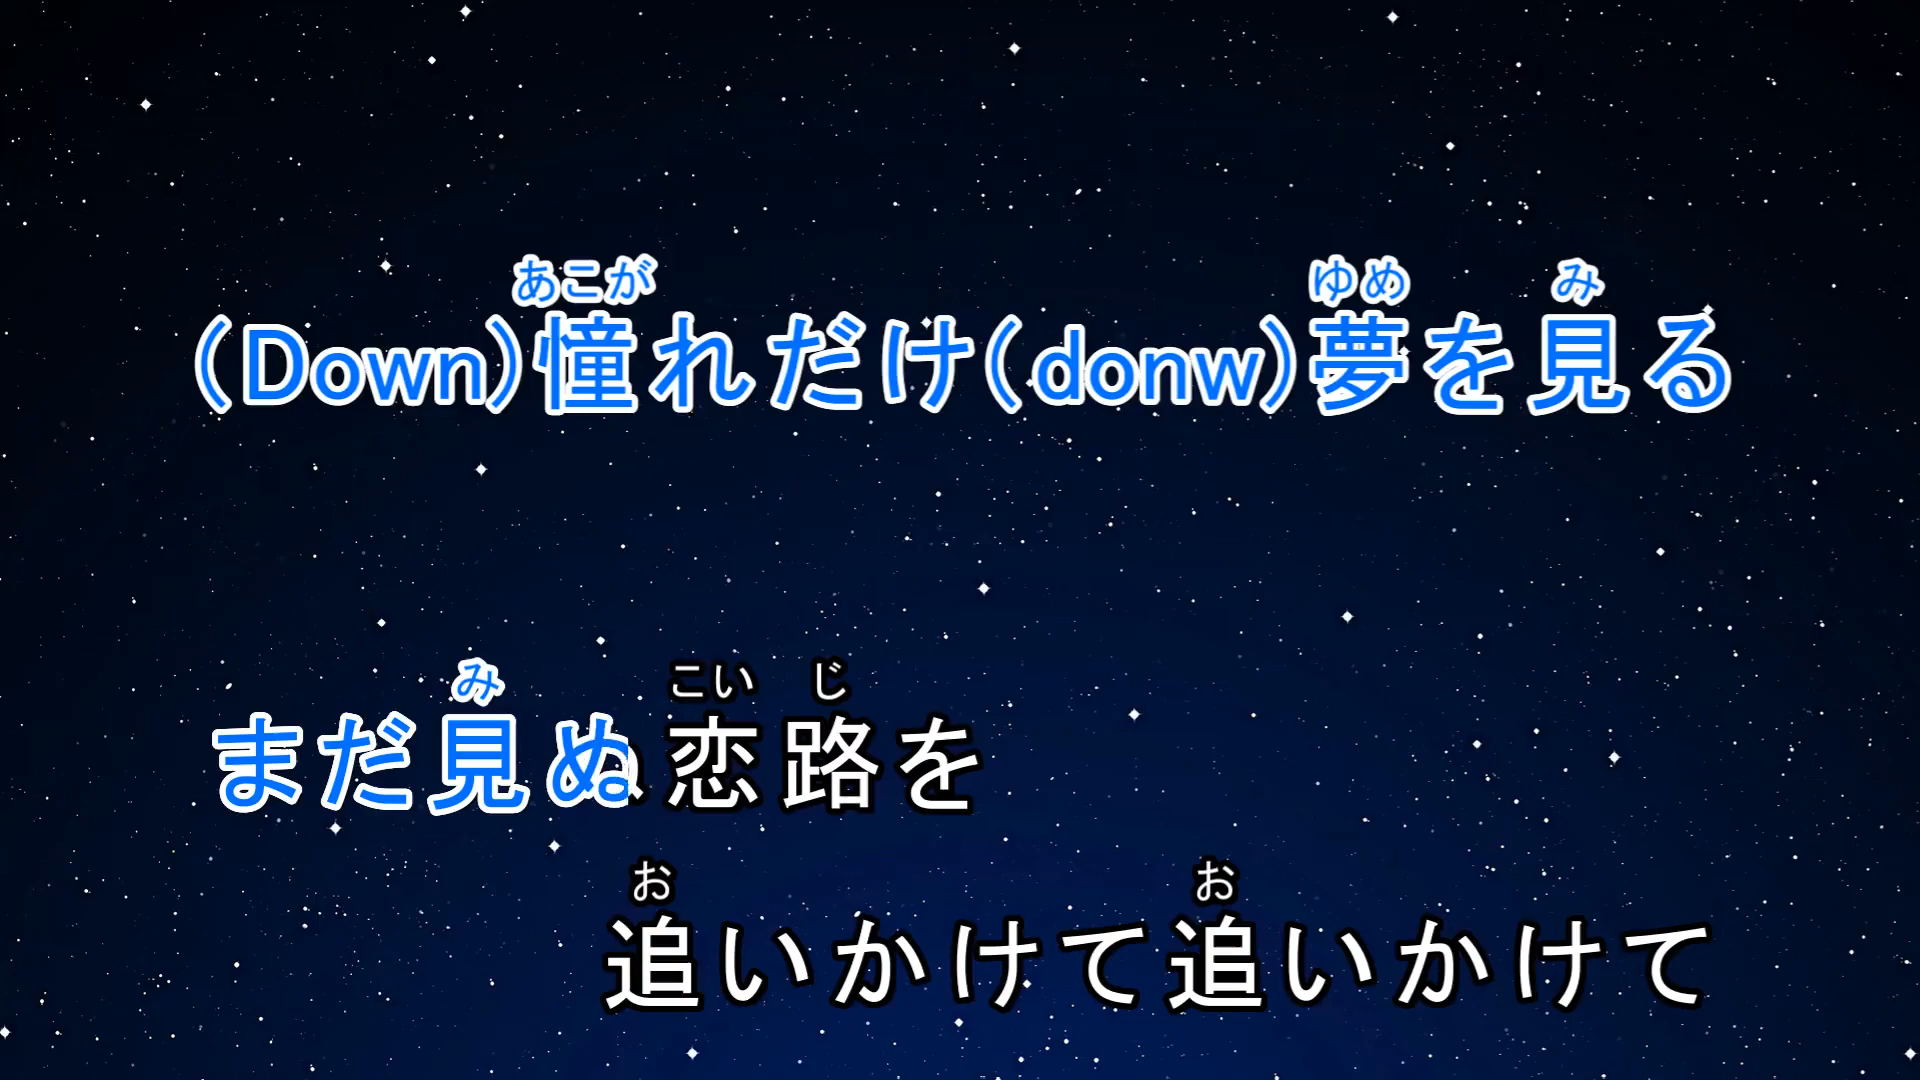 あこが ゆめ み
(Down)憧れだけ(donw)夢を見る
み こい じ
まだ見ぬ恋路を
お お
追いかけて追いかけて